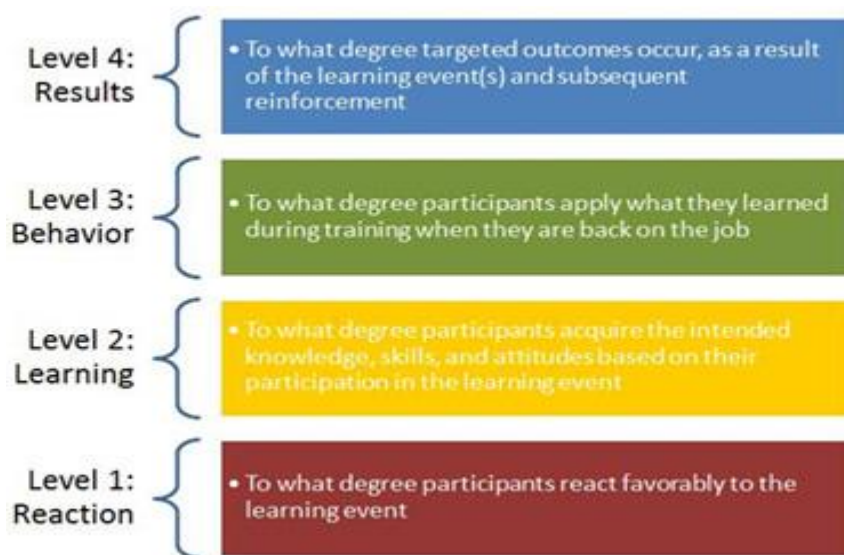 Level 4:
Results
• To what degree targeted outcomes occur, as a result
of the learning event(s) and subsequent
reinforcement
Level 3:
Behavior
• To what degree participants apply what they learned
during training when they are back on the job
Level 2:
Learning
• To what degree participants acquire the intended
knowledge, skills, and attitudes based on their
participation in the learning event
Level 1:
Reaction
• To what degree participants react favorably to the
learning event